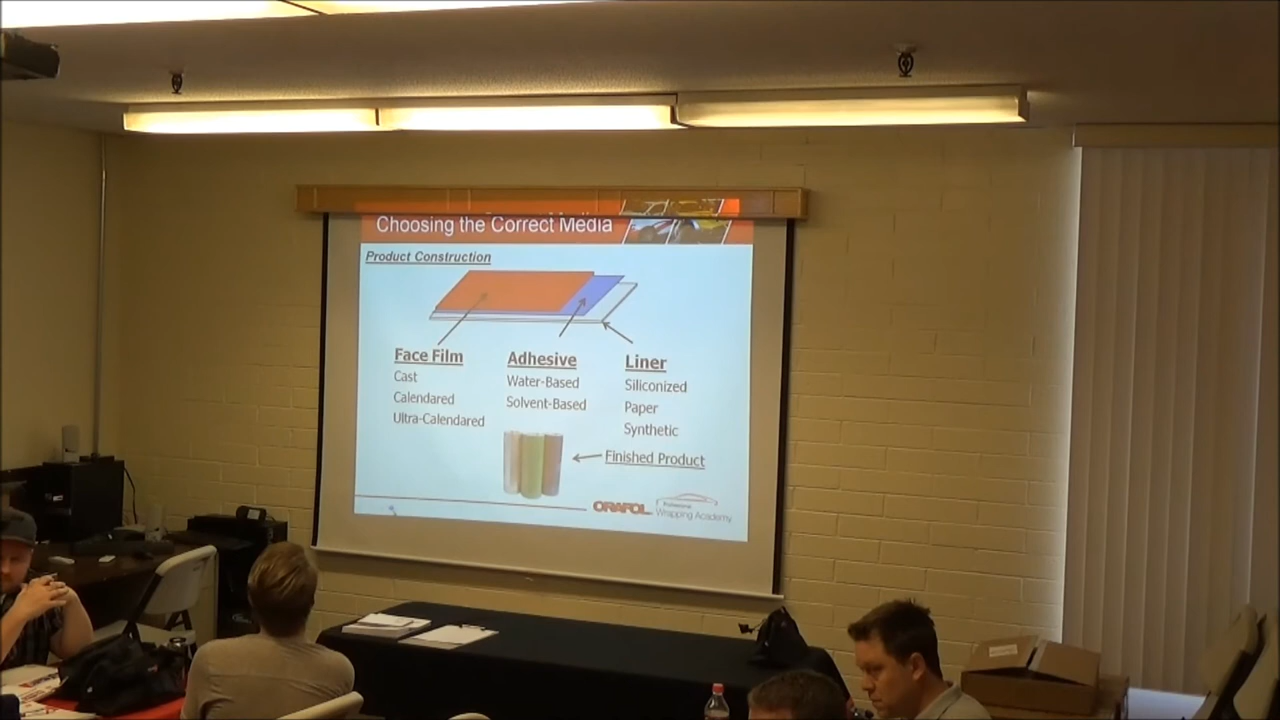 Choosing the Correct Media
Product Construction
Face Film
Cast
Calendared
Ultra-Calendared
Adhesive
Water-Based
Solvent-Based
Liner
Siliconized
Paper
Synthetic
Finished Product
ORAFOL
Professional
Wrapping Academy